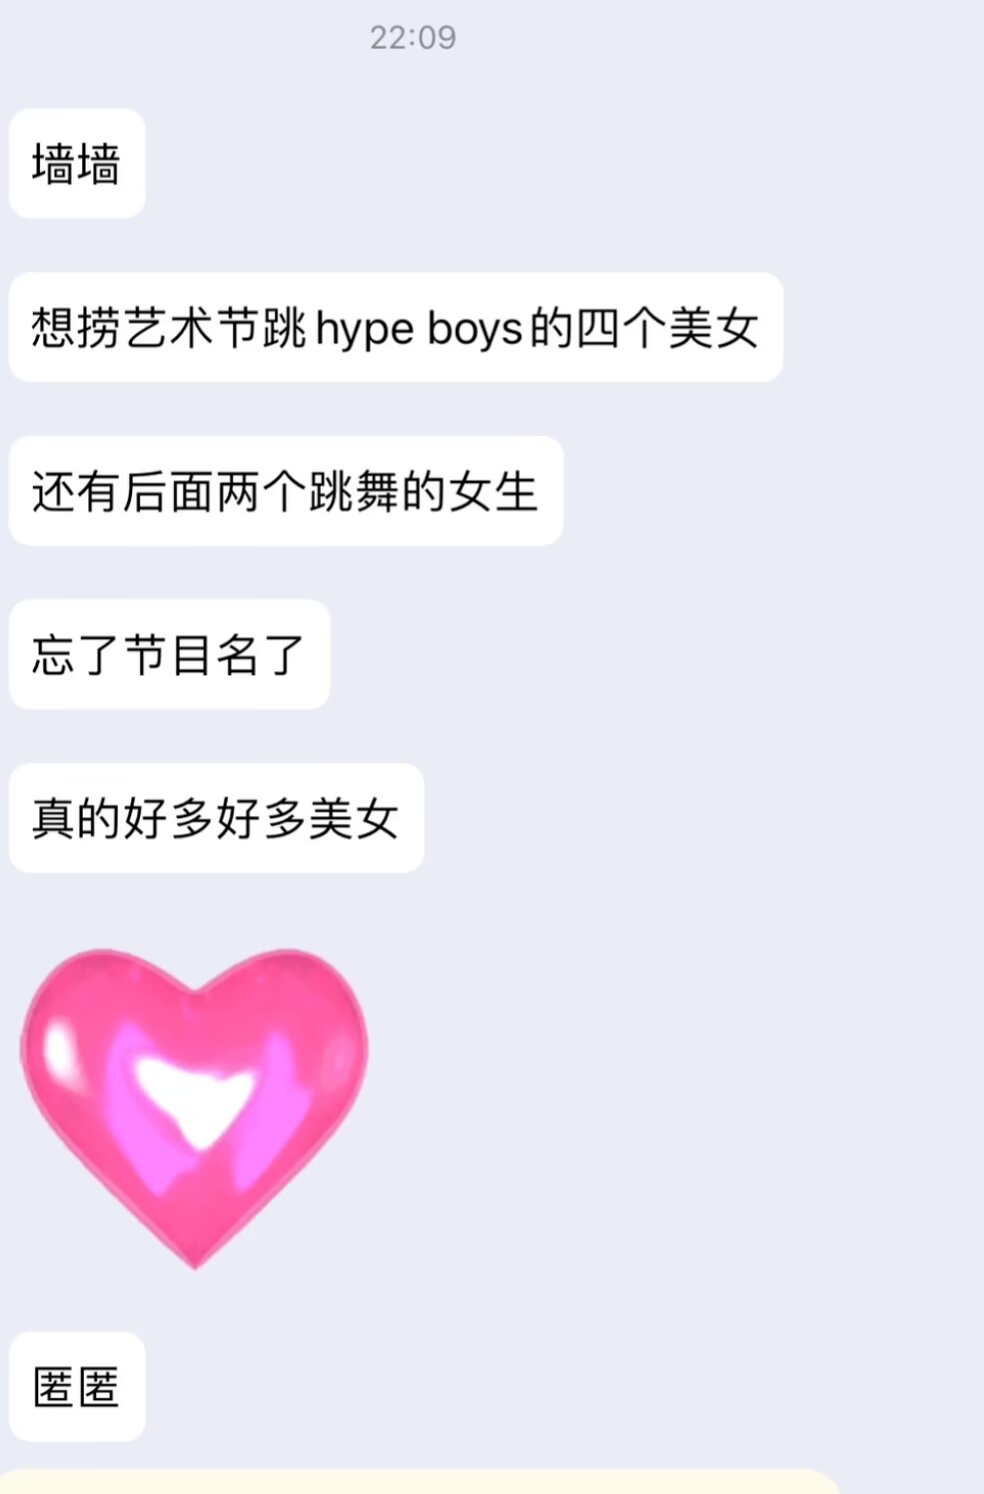 22:09
墙墙
想捞艺术节跳hype boys的四个美女
还有后面两个跳舞的女生
忘了节目名了
真的好多好多美女
匿匿